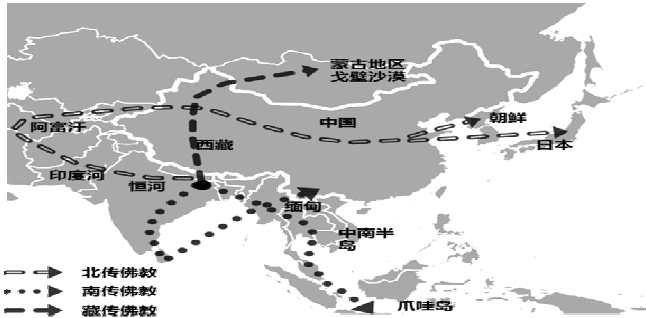 蒙古地区
戈壁沙漠
朝鲜
中国
日本
阿富汗
西藏
印度河
恒河
缅甸
中南半
岛
爪哇岛
北传佛教
南传佛教
藏传佛教